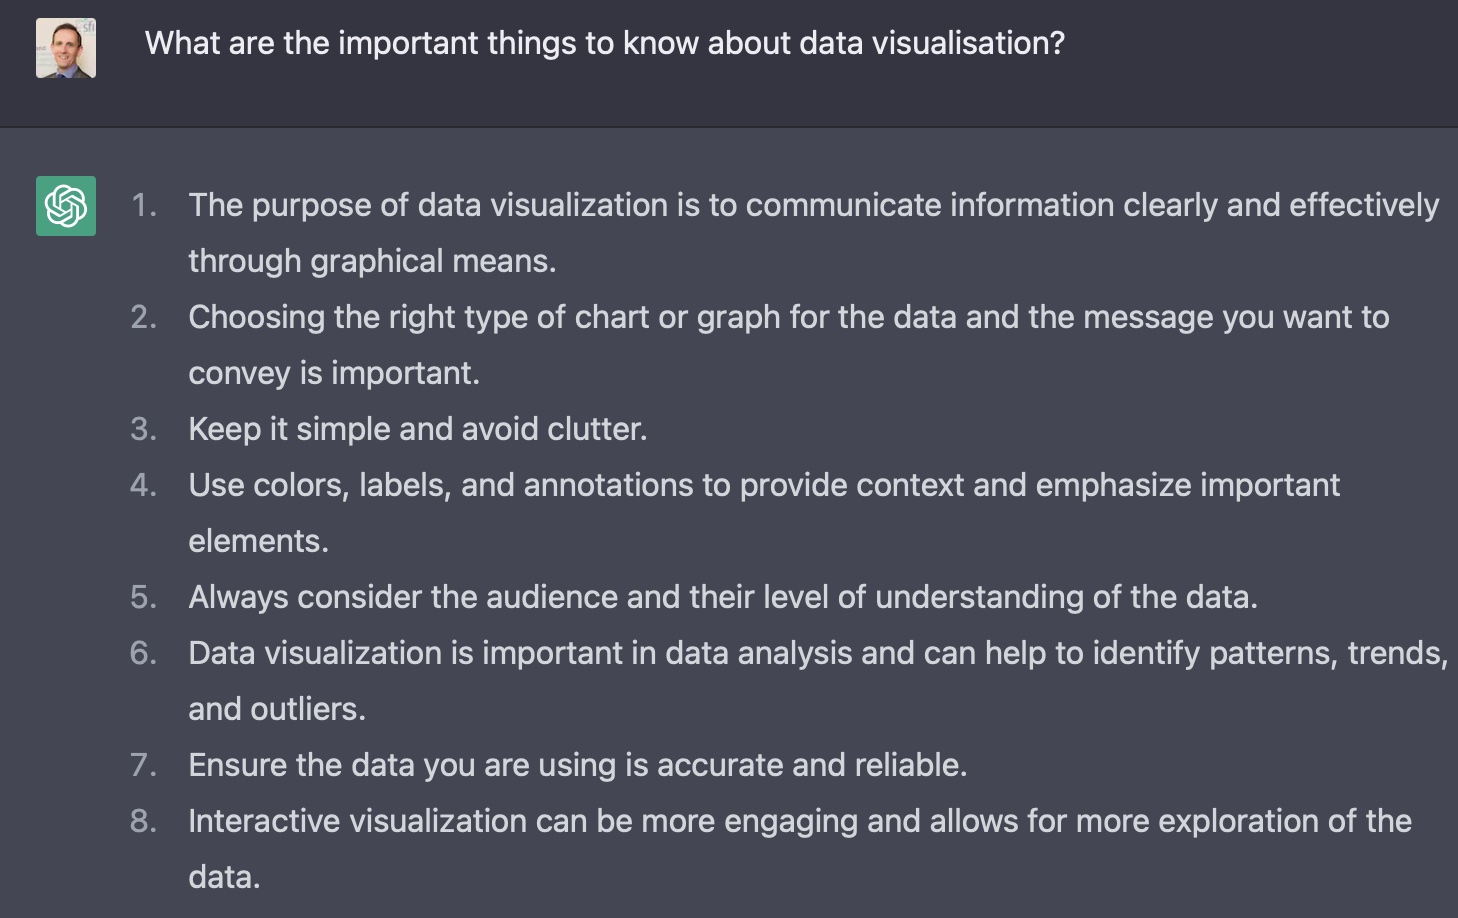 What are the important things to know about data visualisation?
sfi
1. The purpose of data visualization is to communicate information clearly and effectively
through graphical means.
2. Choosing the right type of chart or graph for the data and the message you want to
convey is important.
3. Keep it simple and avoid clutter.
4. Use colors, labels, and annotations to provide context and emphasize important
elements.
5. Always consider the audience and their level of understanding of the data.
6. Data visualization is important in data analysis and can help to identify patterns, trends,
and outliers.
7. Ensure the data you are using is accurate and reliable.
8. Interactive visualization can be more engaging and allows for more exploration of the
data.